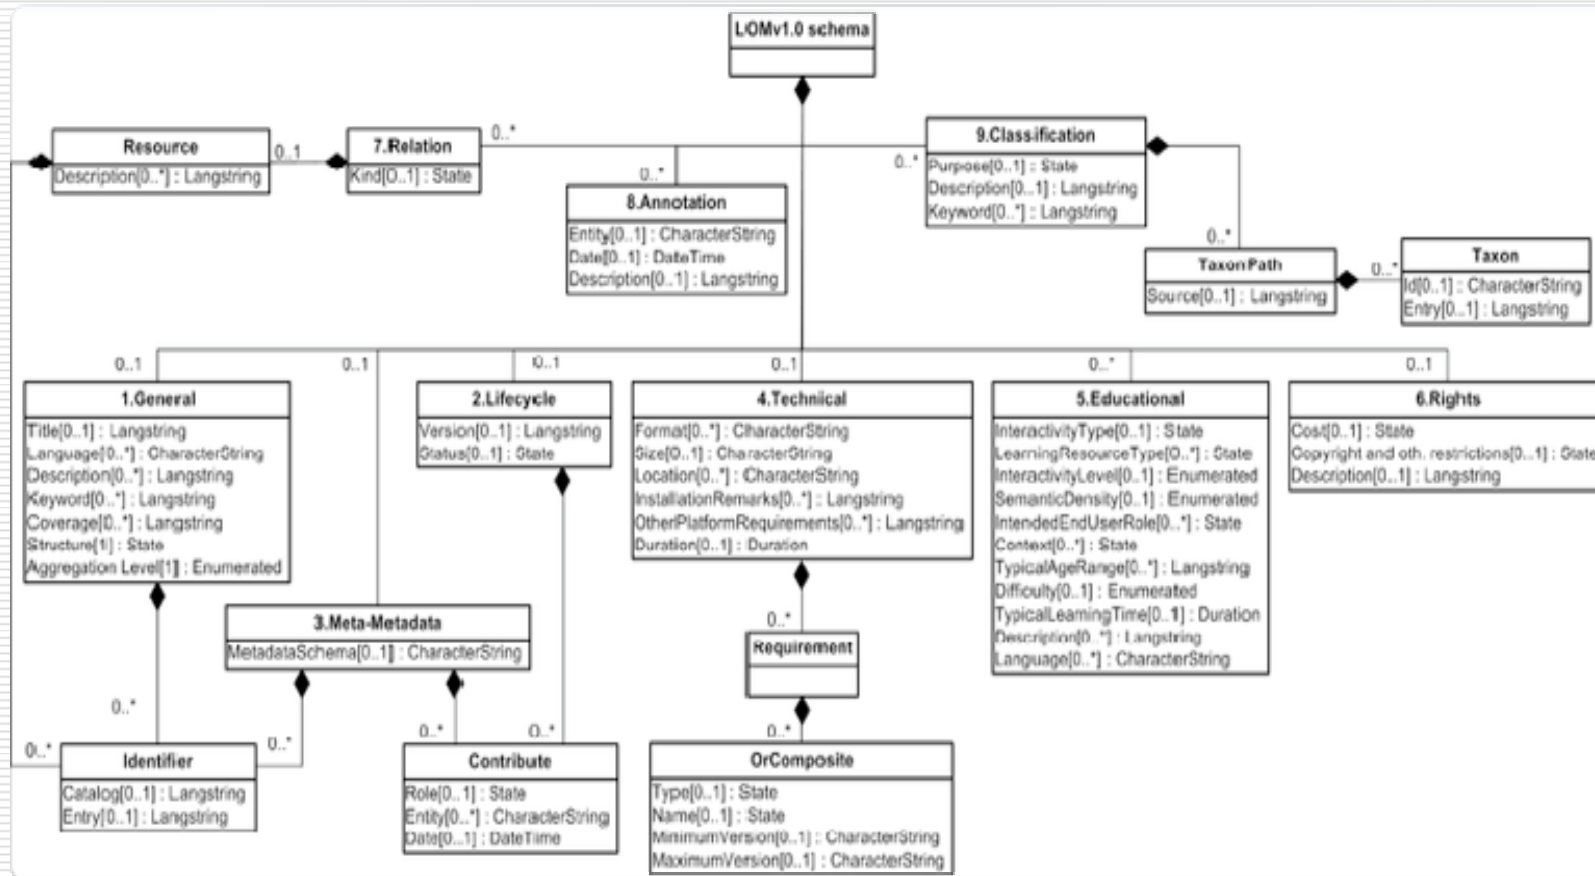 LOMv1.0 schema
Resource
Description[0..*] : Langstring
0..1
7.Relation
Kind[0..1] : State
0..*
0..*
8.Annotation
Entity[0..1] : CharacterString
Date[0..1] : DateTime
Description[0..1] : Langstring
0..*
9.Classification
Purpose[0..1] : State
Description[0..1] : Langstring
Keyword[0..*] : Langstring
0..*
TaxonPath
Source[0..1] : Langstring
0..*
Taxon
Id[0..1] : CharacterString
Entry[0..1] : Langstring
0..1
0..1
0..1
0..1
0..*
0..1
1.General
Title[0..1] : Langstring
Language[0..*] : CharacterString
Description[0..*] : Langstring
Keyword[0..*] : Langstring
Coverage[0..*] : Langstring
Structure[1] : State
Aggregation Level[1] : Enumerated
2.Lifecycle
Version[0..1] : Langstring
Status[0..1] : State
4.Technical
Format[0..*] : CharacterString
Size[0..1] : CharacterString
Location[0..*] : CharacterString
InstallationRemarks[0..*] : Langstring
OtherPlatformRequirements[0..*] : Langstring
Duration[0..1] : Duration
5.Educational
InteractivityType[0..1] : State
LearningResourceType[0..*] : State
InteractivityLevel[0..1] : Enumerated
SemanticDensity[0..1] : Enumerated
IntendedEndUserRole[0..*] : State
Context[0..*] : State
TypicalAgeRange[0..*] : Langstring
Difficulty[0..1] : Enumerated
TypicalLearningTime[0..1] : Duration
Description[0..*] : Langstring
Language[0..*] : CharacterString
6.Rights
Cost[0..1] : State
Copyright and oth. restrictions[0..1] : State
Description[0..1] : Langstring
3.Meta-Metadata
MetadataSchema[0..1] : CharacterString
0..*
Requirement
0..*
0..*
0..*
0..*
0..*
0..*
Identifier
Catalog[0..1] : Langstring
Entry[0..1] : Langstring
Contribute
Role[0..1] : State
Entity[0..*] : CharacterString
Date[0..1] : DateTime
OrComposite
Type[0..1] : State
Name[0..1] : State
MinimumVersion[0..1] : CharacterString
MaximumVersion[0..1] : CharacterString